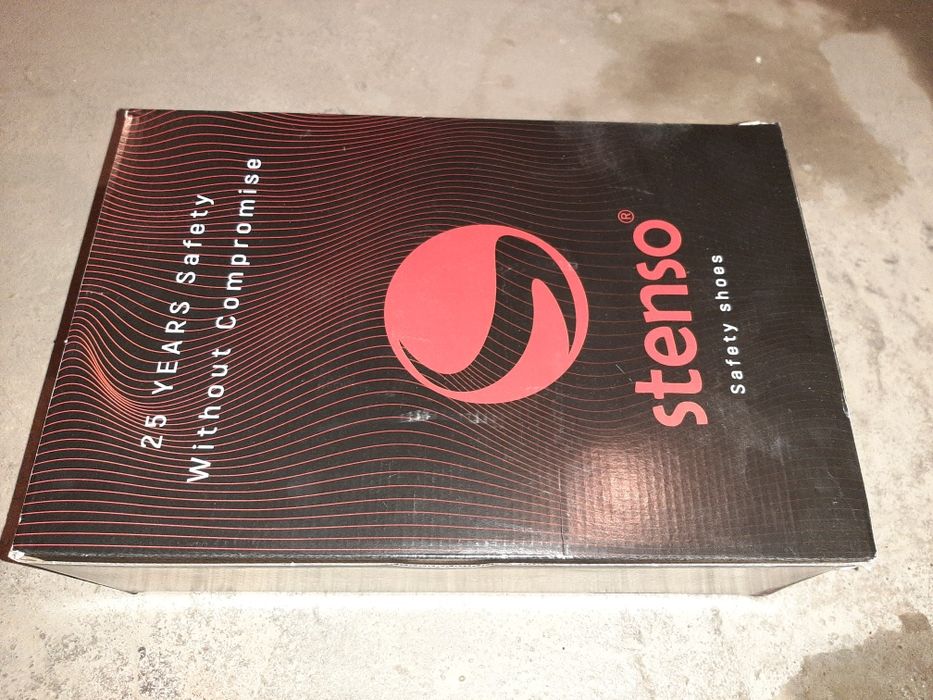 25 YEARS Safety
Without Compromise
stenso®
Safety shoes